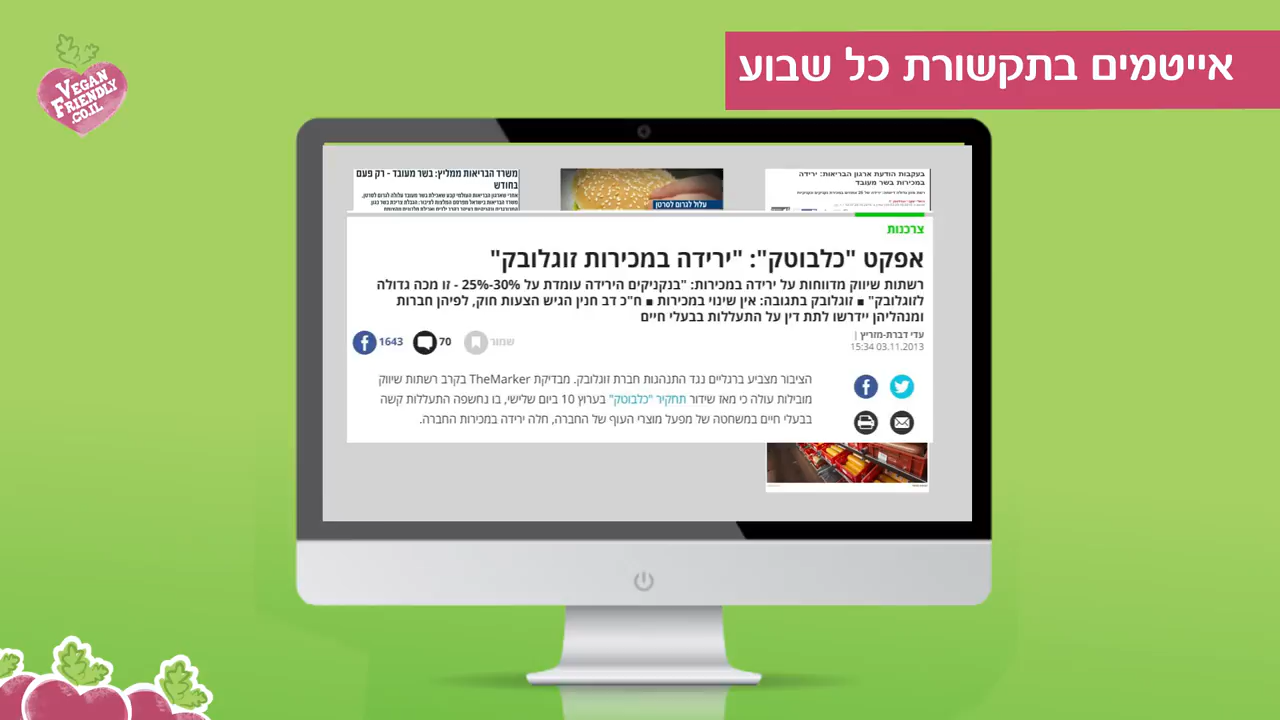 אייטמים בתקשורת כל שבוע
VEGAN
FRIENDLY
.CO.IL
בעקבות הודעת ארגון הבריאות: ירידה
במכירות בשר מעובד
עלול לגרום לסרטן
משרד הבריאות ממליץ: בשר מעובד - רק פעם
בחודש
צרכנות
אפקט "כלבוטק": "ירידה במכירות זוגלובק"
רשתות שיווק מדווחות על ירידה במכירות: "בנקניקים הירידה עומדת על 25%-30% - זו מכה גדולה
לזוגלובק" ■ זוגלובק בתגובה: אין שינוי במכירות ■ ח"כ דב חנין הגיש הצעות חוק, לפיהן חברות
ומנהליהן יידרשו לתת דין על התעללות בבעלי חיים
עדי דברת-מזריץ |
15:34 03.11.2013
שמור
70
1643
הציבור מצביע ברגליים נגד התנהגות חברת זוגלובק. מבדיקת TheMarker בקרב רשתות שיווק
מובילות עולה כי מאז שידור תחקיר "כלבוטק" בערוץ 10 ביום שלישי, בו נחשפה התעללות קשה
בבעלי חיים במשחטה של מפעל מוצרי העוף של החברה, חלה ירידה במכירות החברה.